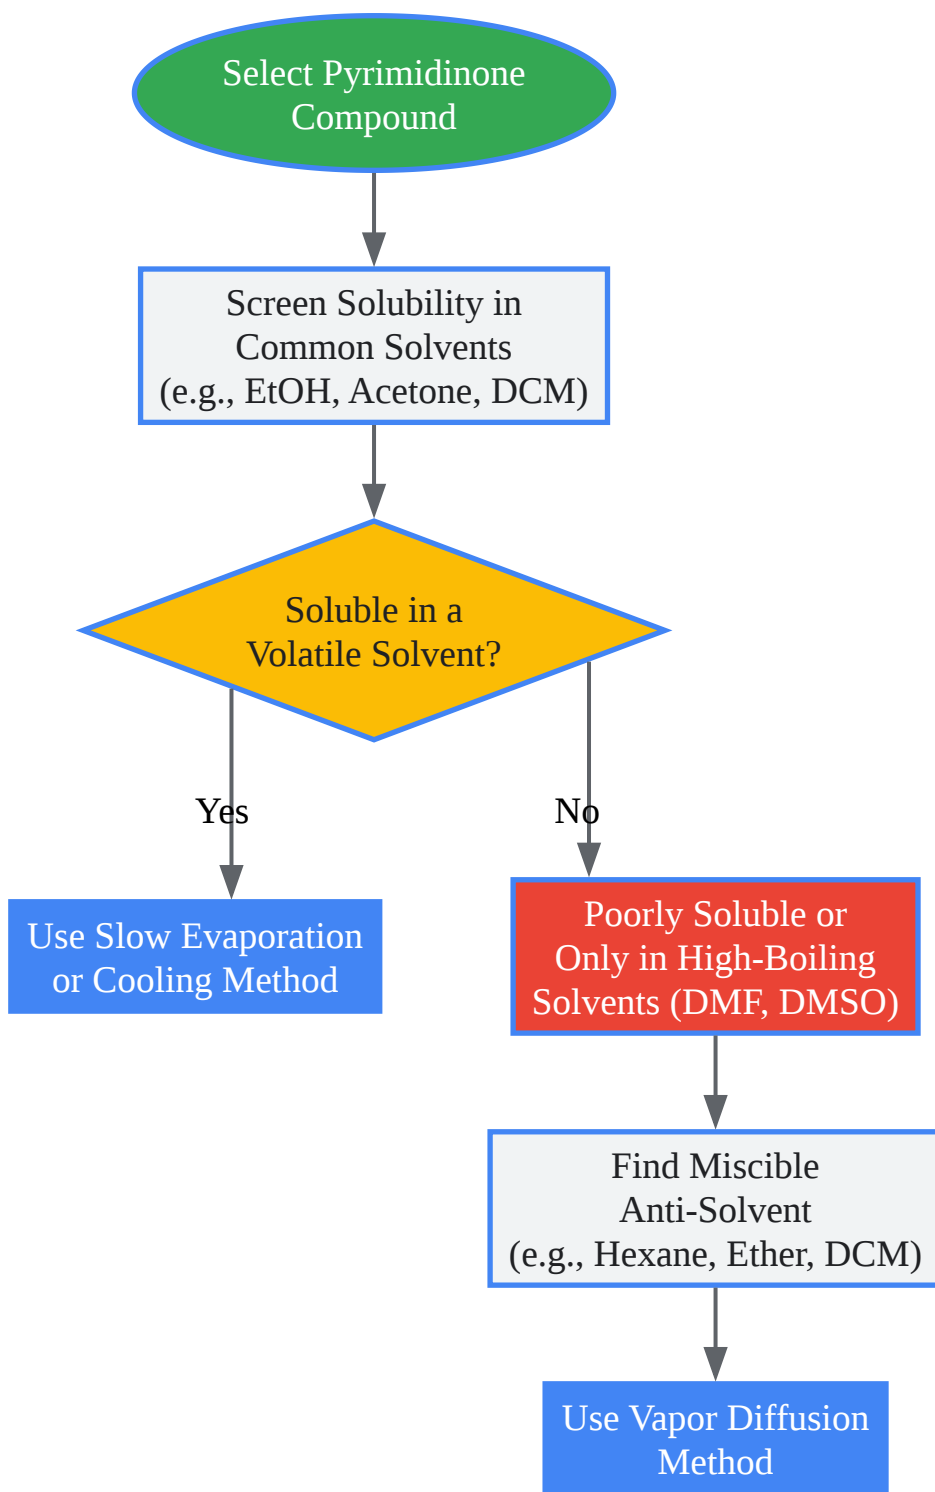 Select Pyrimidinone
Compound
Screen Solubility in
Common Solvents
(e.g., EtOH, Acetone, DCM)
Soluble in a
Volatile Solvent?
Yes
No
Use Slow Evaporation
or Cooling Method
Poorly Soluble or
Only in High-Boiling
Solvents (DMF, DMSO)
Find Miscible
Anti-Solvent
(e.g., Hexane, Ether, DCM)
Use Vapor Diffusion
Method